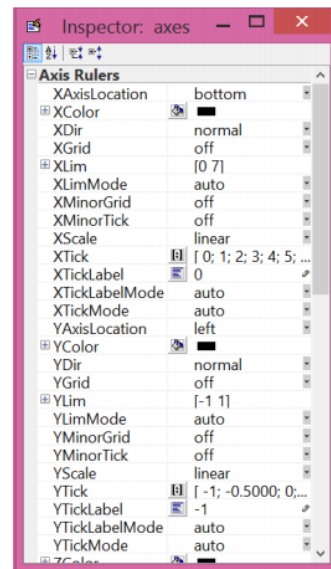 Inspector: axes
Axis Rulers
XAxisLocation bottom
XColor
XDir normal
XGrid off
XLim [0 7]
XLimMode auto
XMinorGrid off
XMinorTick off
XScale linear
XTick [ 0; 1; 2; 3; 4; 5; ...
XTickLabel 0
XTickLabelMode auto
XTickMode auto
YAxisLocation left
YColor
YDir normal
YGrid off
YLim [-1 1]
YLimMode auto
YMinorGrid off
YMinorTick off
YScale linear
YTick [ -1; -0.5000; 0;...
YTickLabel -1
YTickLabelMode auto
YTickMode auto
ZColor